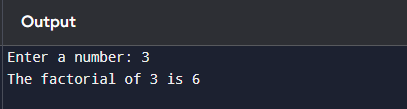 Output
Enter a number: 3
The factorial of 3 is 6